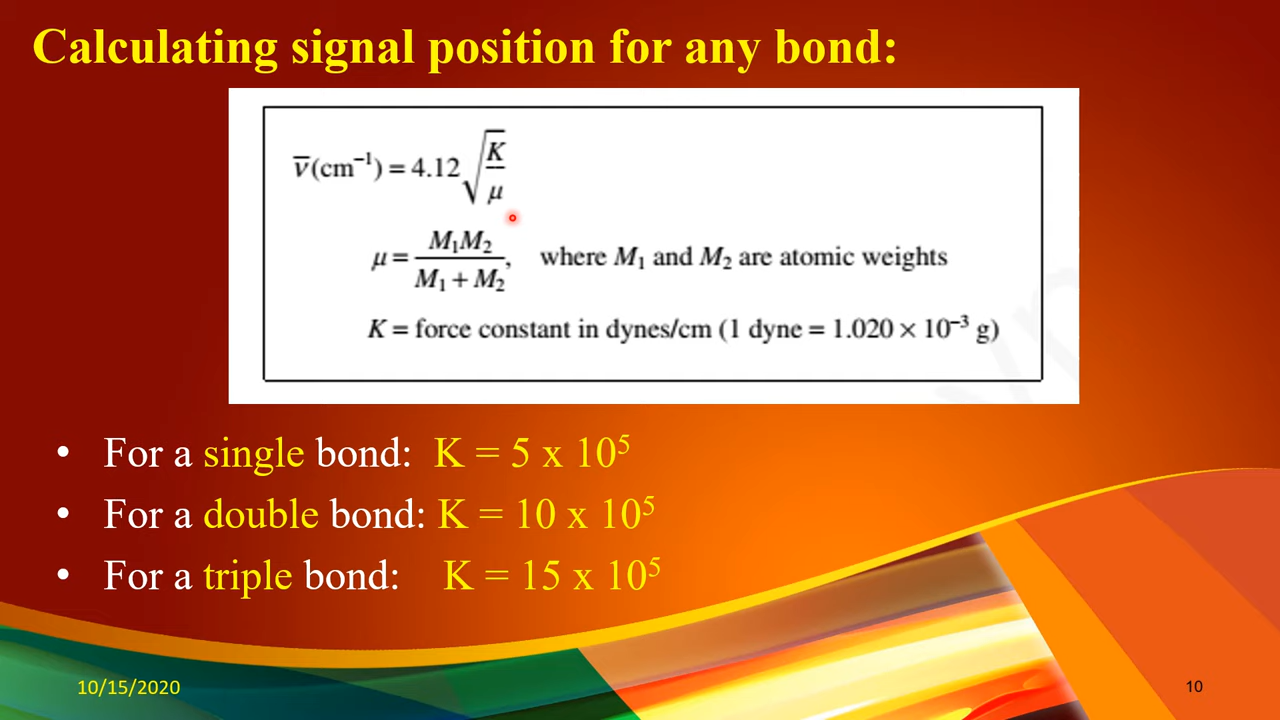 Calculating signal position for any bond:
ν̅(cm⁻¹) = 4.12 √(K/μ)
μ = M₁M₂/(M₁ + M₂), where M₁ and M₂ are atomic weights
K = force constant in dynes/cm (1 dyne = 1.020 × 10⁻³ g)
• For a single bond: K = 5 x 10⁵
• For a double bond: K = 10 x 10⁵
• For a triple bond: K = 15 x 10⁵
10/15/2020
10